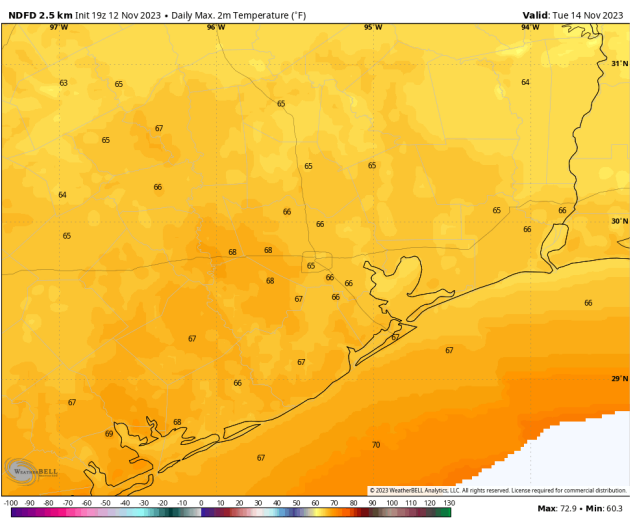 NDFD 2.5 km Init 19z 12 Nov 2023 • Daily Max. 2m Temperature (°F)
Valid: Tue 14 Nov 2023
97°W 96°W 95°W 94°W
31°N
63 65 64
65
67
65
65 65
66
64
66 65 66
66 66
30°N
65
68 68
65
68 66 66
67 66 66
67 67
67
67
29°N
66
67
68
69
70
67
WEATHERBELL
© 2023 WeatherBELL Analytics, LLC. All rights reserved. License required for commercial distribution.
-100 -90 -80 -70 -60 -50 -40 -30 -20 -10 0 10 20 30 40 50 60 70 80 90 100 110 120 130
Max: 72.9 • Min: 60.3